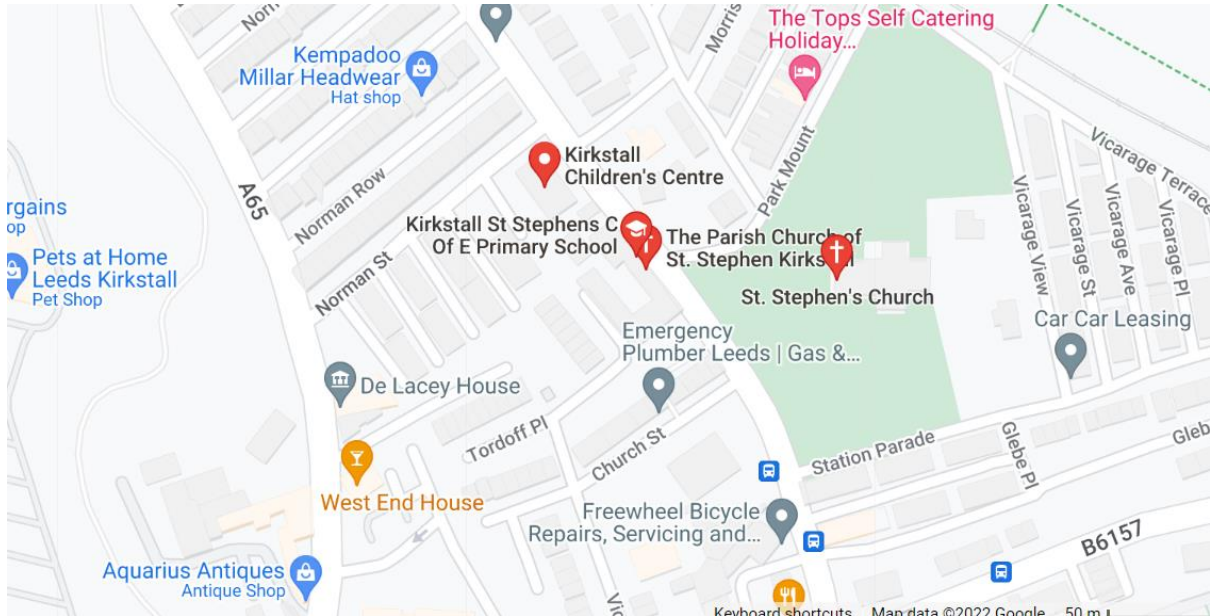 Norm
Morris
The Tops Self Catering
Holiday...
Kempadoo
Millar Headwear
Hat shop
Park Mount
Vicarage Terrace
Kirkstall
Children's Centre
A65
Norman Row
Vicarage View
Vicarage St
Vicarage Ave
Vicarage Pl
rgains
op
Kirkstall St Stephens C
Of E Primary School
The Parish Church of
St. Stephen Kirkstall
Pets at Home
Leeds Kirkstall
Pet Shop
Norman St
St. Stephen's Church
Car Car Leasing
Emergency
Plumber Leeds | Gas &...
De Lacey House
Tordoff Pl
Church St
Station Parade
Glebe Pl
Gleb
West End House
Freewheel Bicycle
Repairs, Servicing and...
B6157
Aquarius Antiques
Antique Shop
Vic
Keyboard shortcuts Map data ©2022 Google 50 m